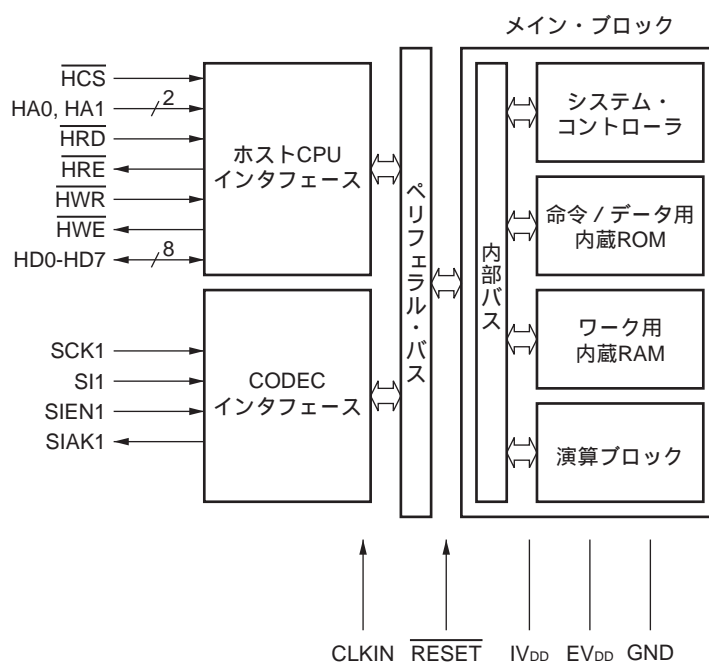 メイン・ブロック
HCS
HA0, HA1
2
HRD
HRE
HWR
HWE
HD0-HD7
8
ホストCPU
インタフェース
SCK1
SI1
SIEN1
SIAK1
CODEC
インタフェース
ペリフェラル・バス
内部バス
システム・
コントローラ
命令／データ用
内蔵ROM
ワーク用
内蔵RAM
演算ブロック
CLKIN
RESET
IVDD
EVDD
GND